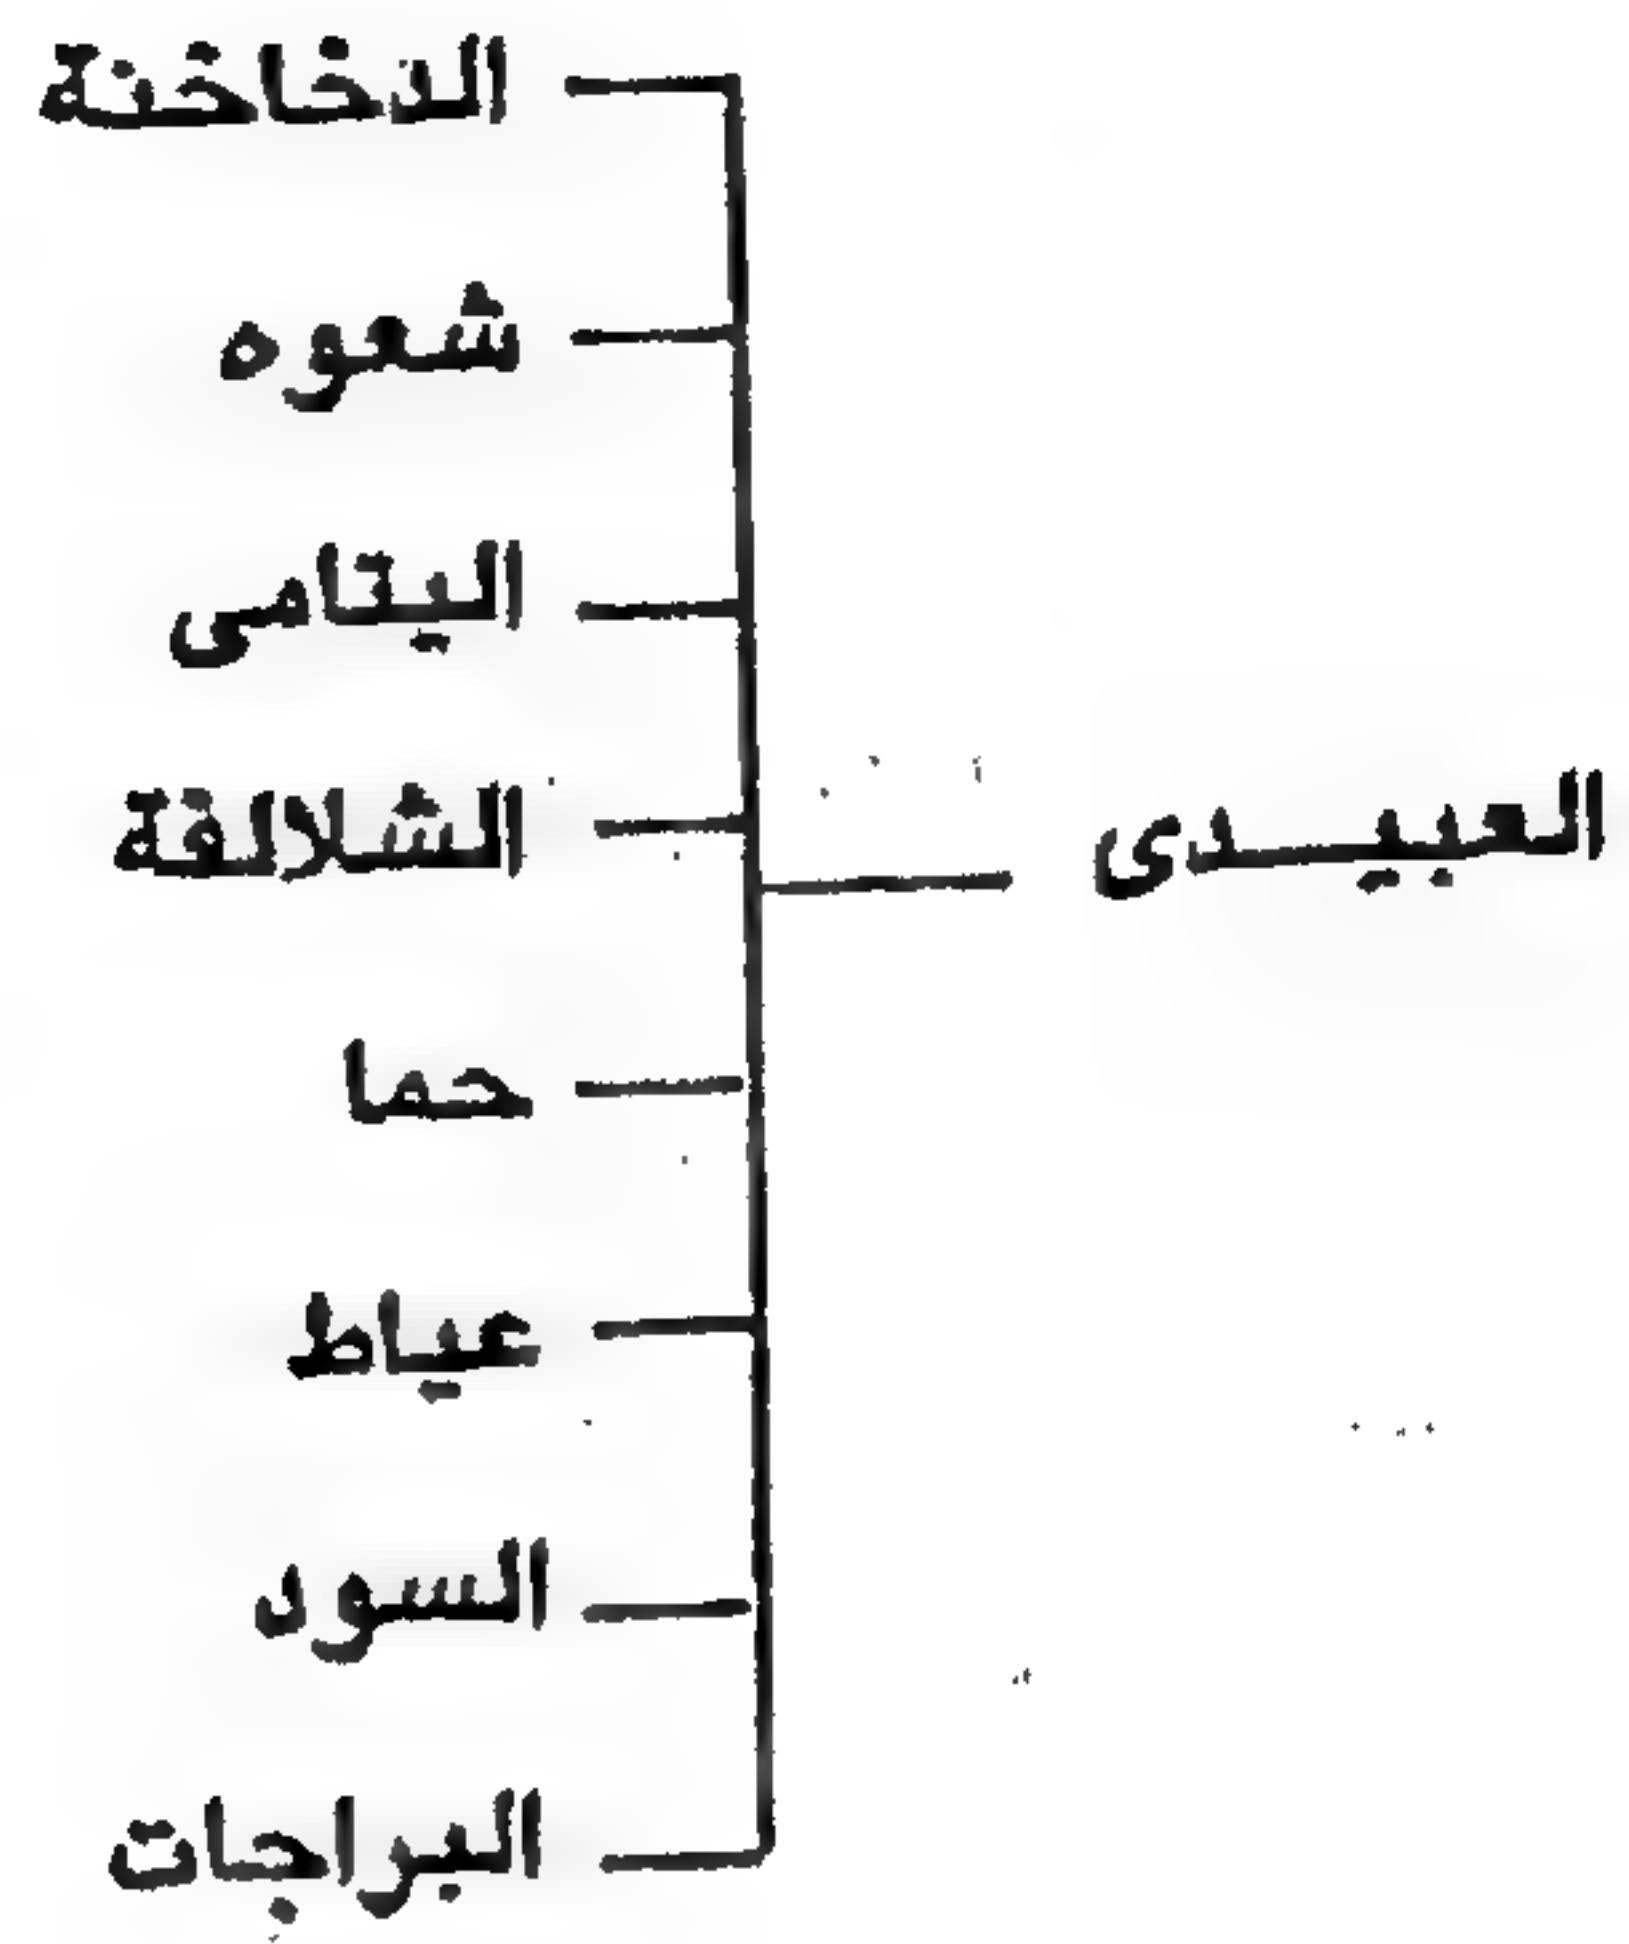 العبيدى
الدخاخنة
شعوه
اليتامى
الشلالفة
حما
عياط
السود
البراجات